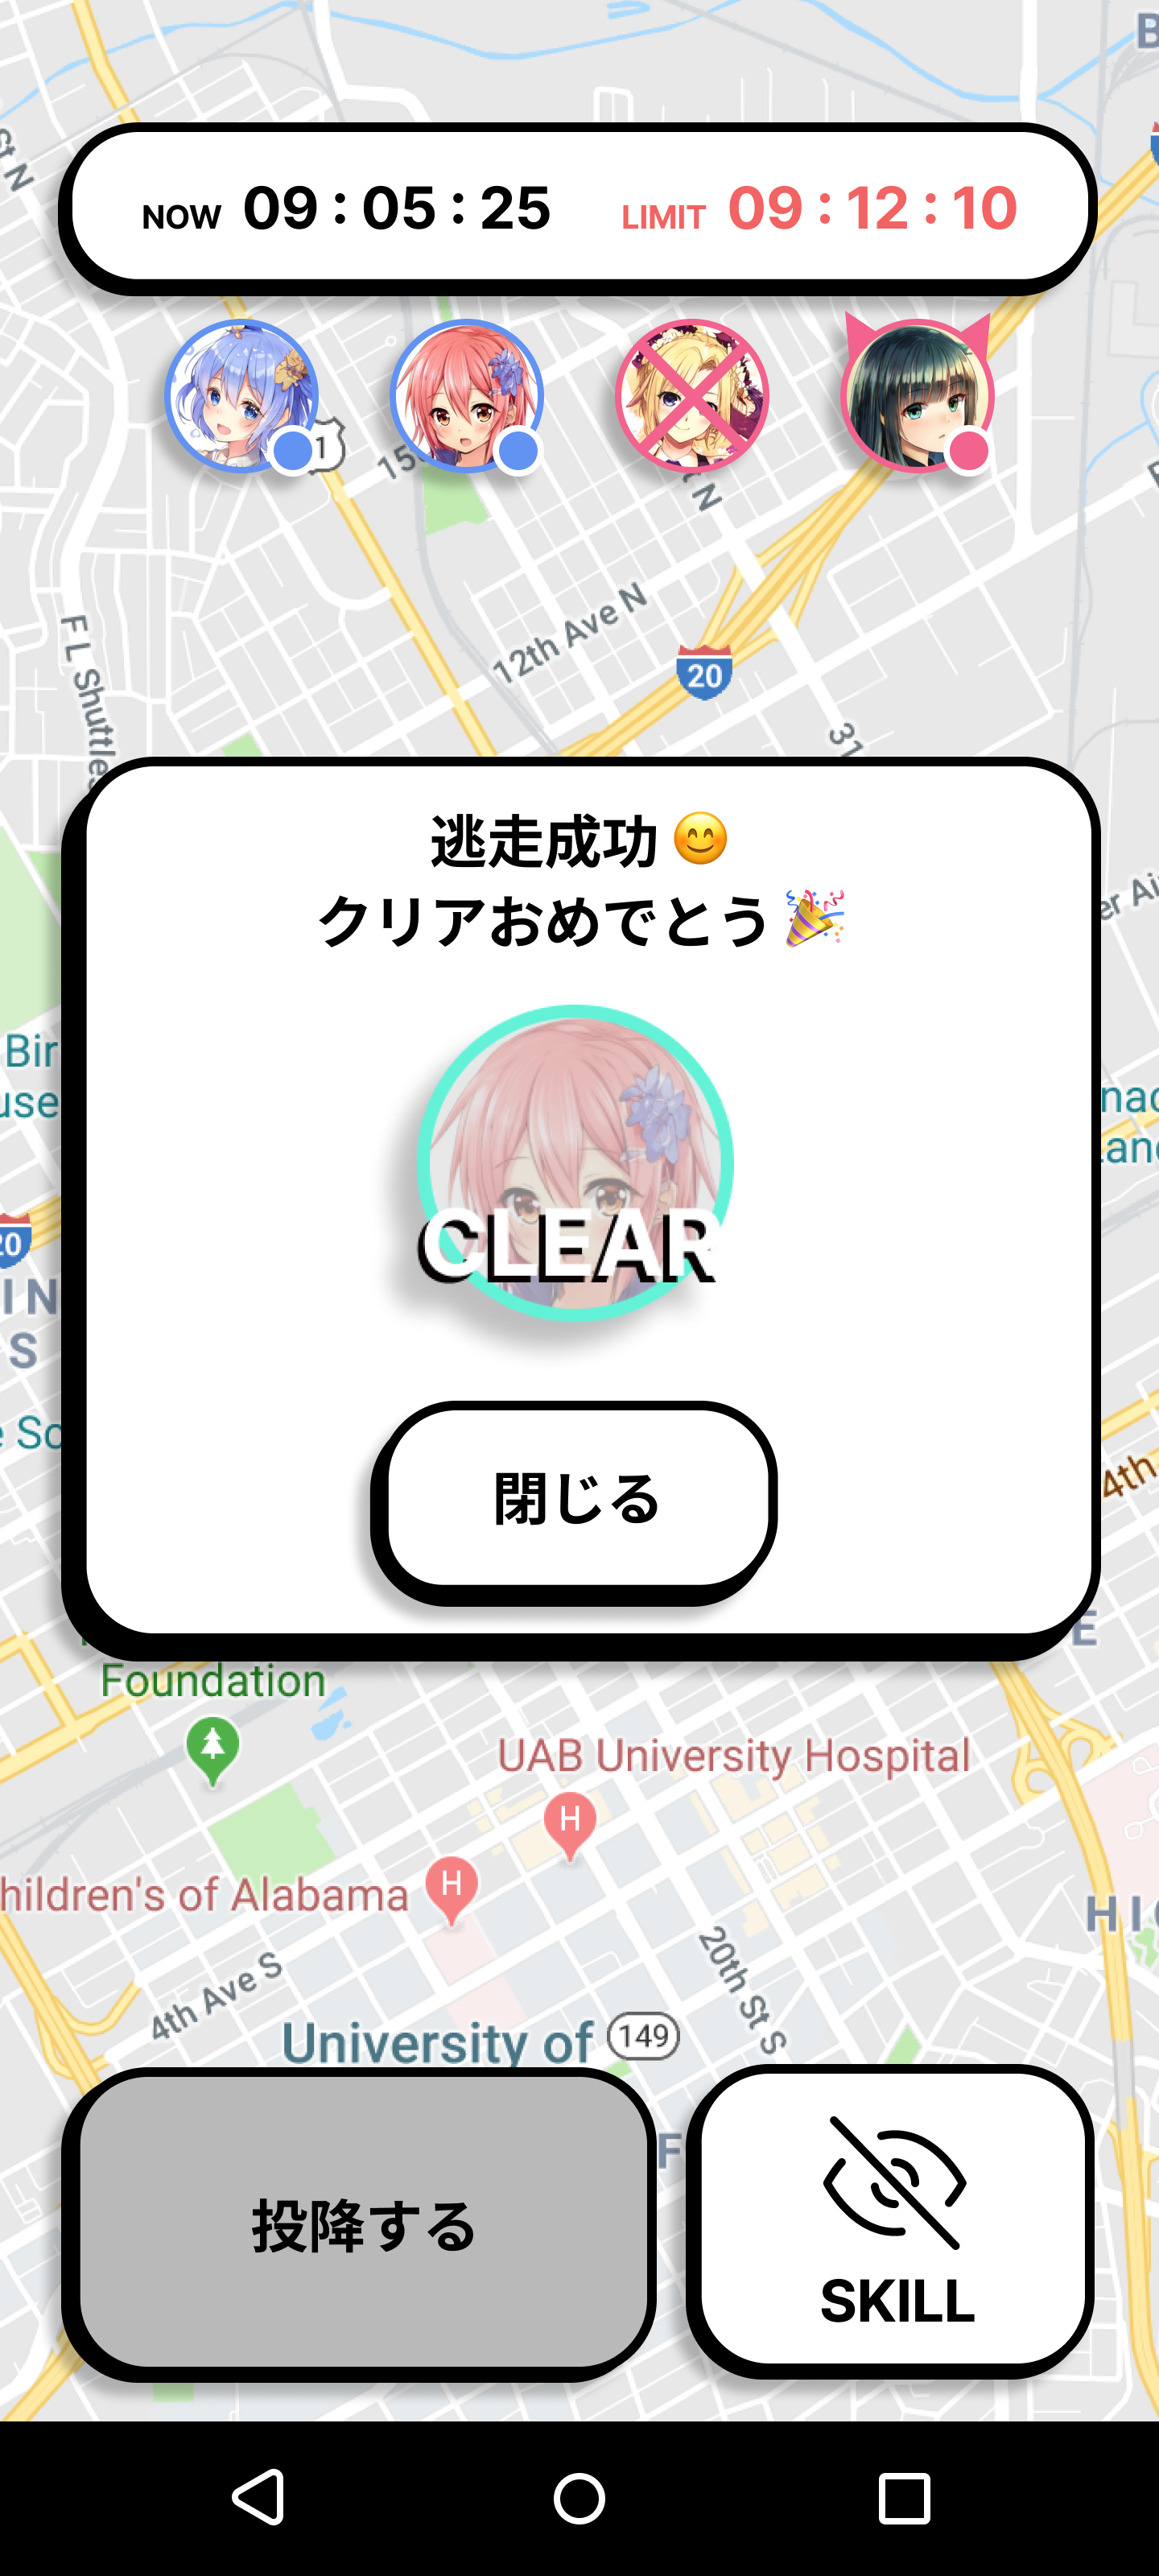 NOW 09 : 05 : 25 LIMIT 09 : 12 : 10
12th Ave N
20
31
逃走成功 😊
クリアおめでとう 🎉
CLEAR
閉じる
20
Foundation
UAB University Hospital
H
hildren's of Alabama
H
4th Ave S
20th St S
University of
149
投降する
SKILL